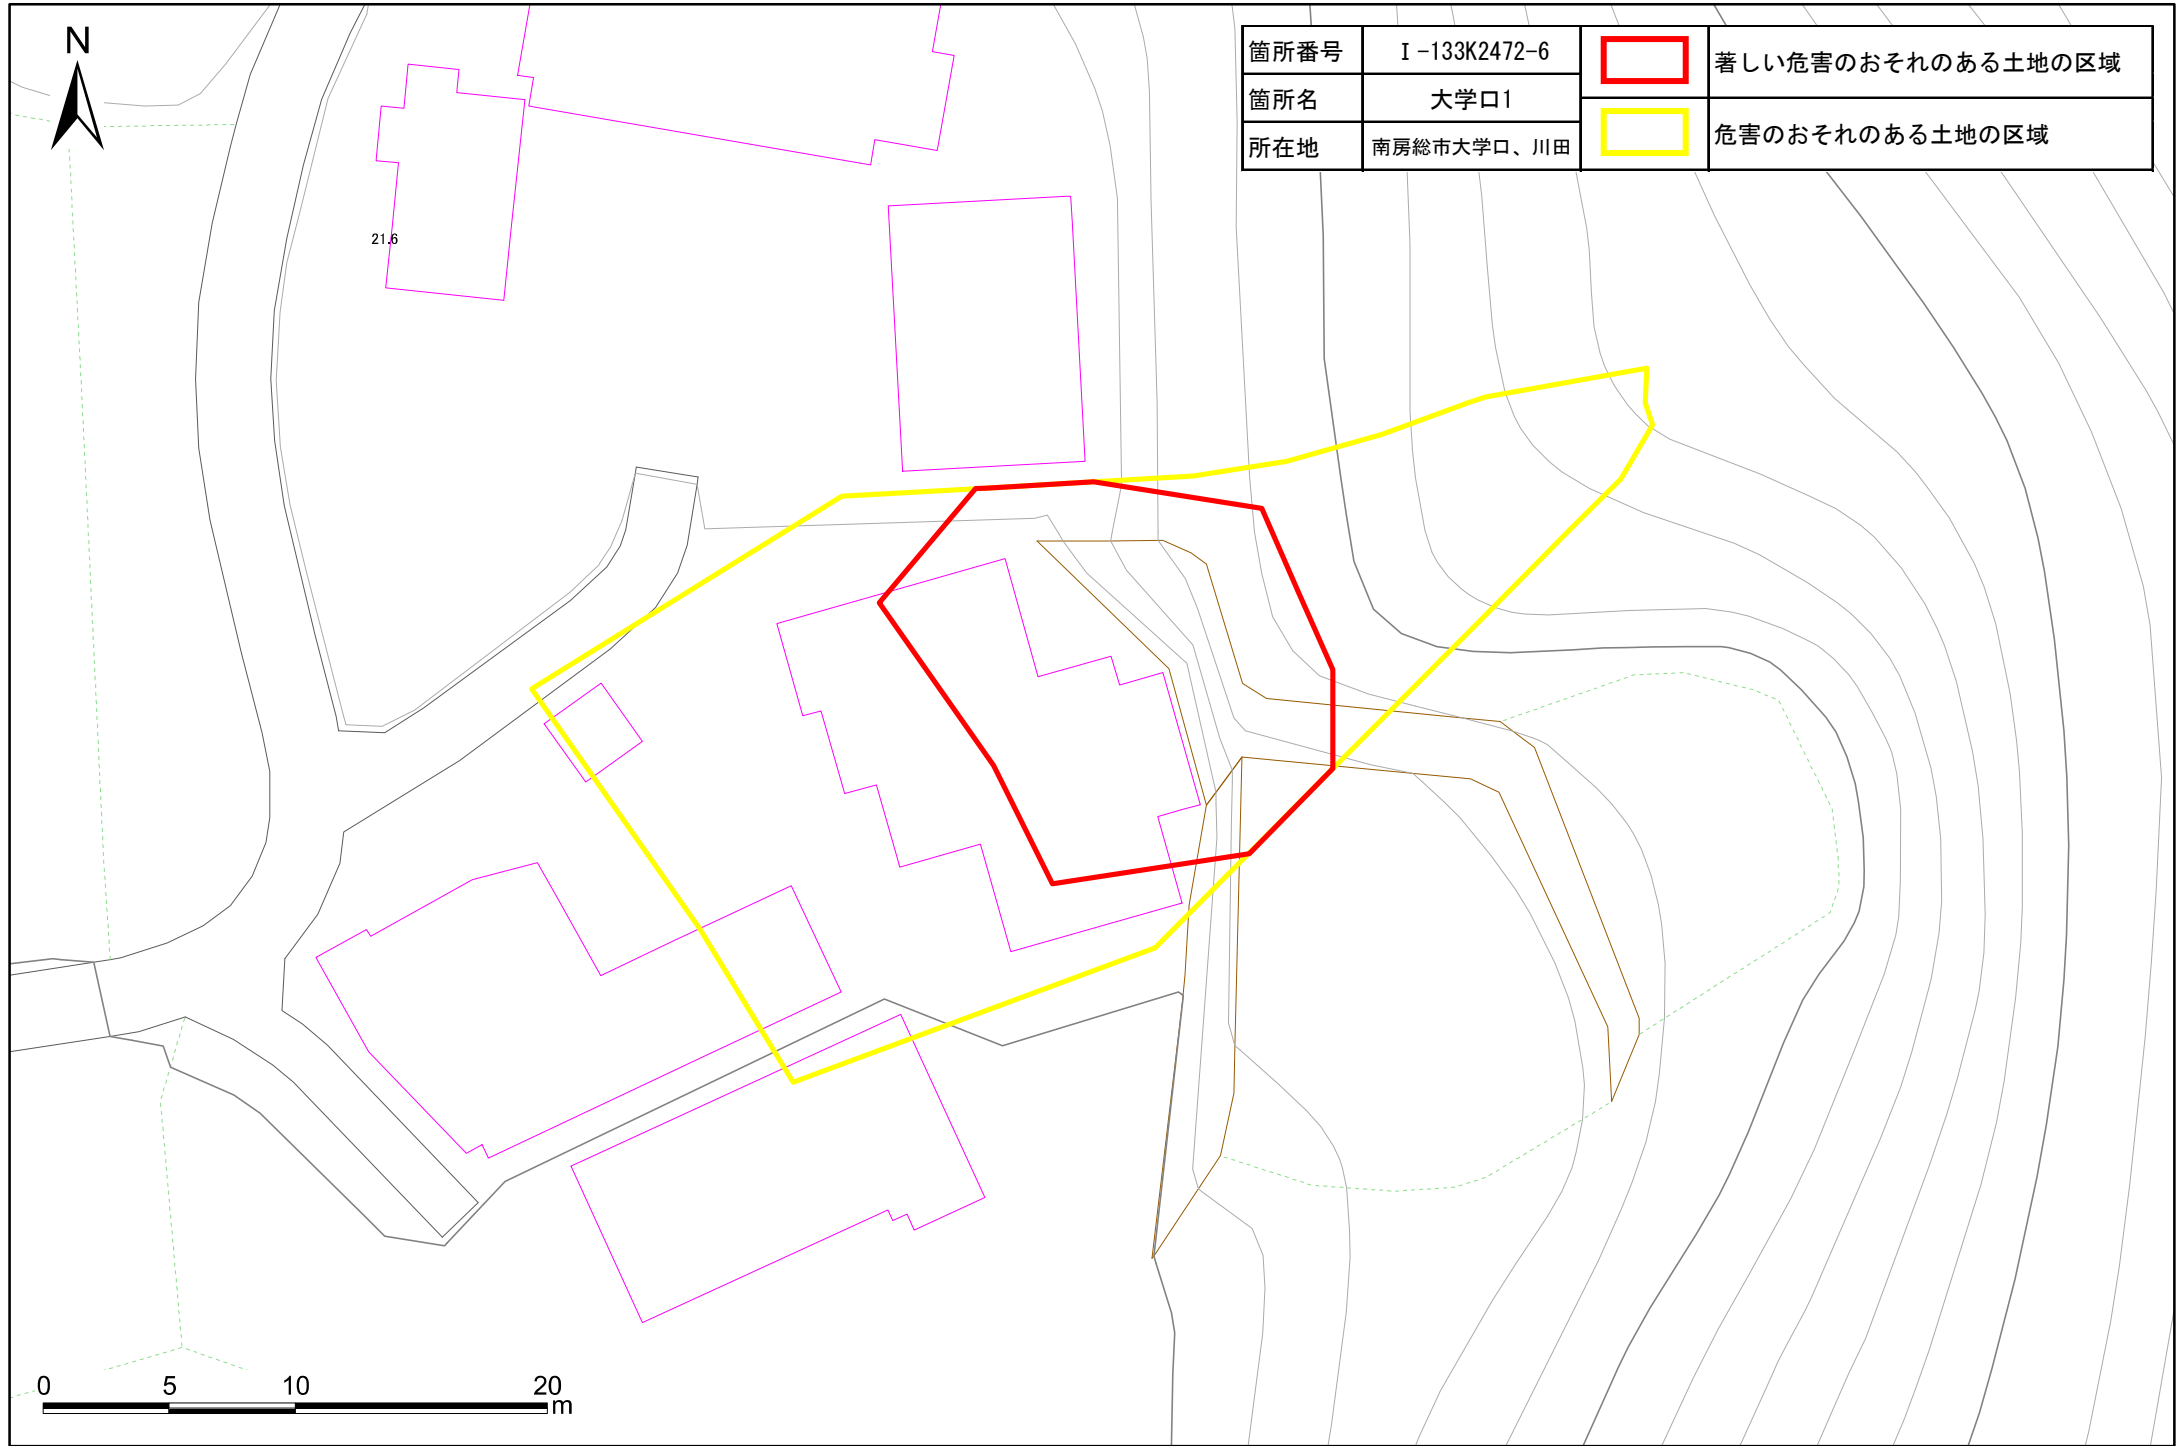 N
箇所番号 Ⅰ-133K2472-6
箇所名 大学口1
所在地 南房総市大学口、川田
著しい危害のおそれのある土地の区域
危害のおそれのある土地の区域
21.6
0 5 10 20
m